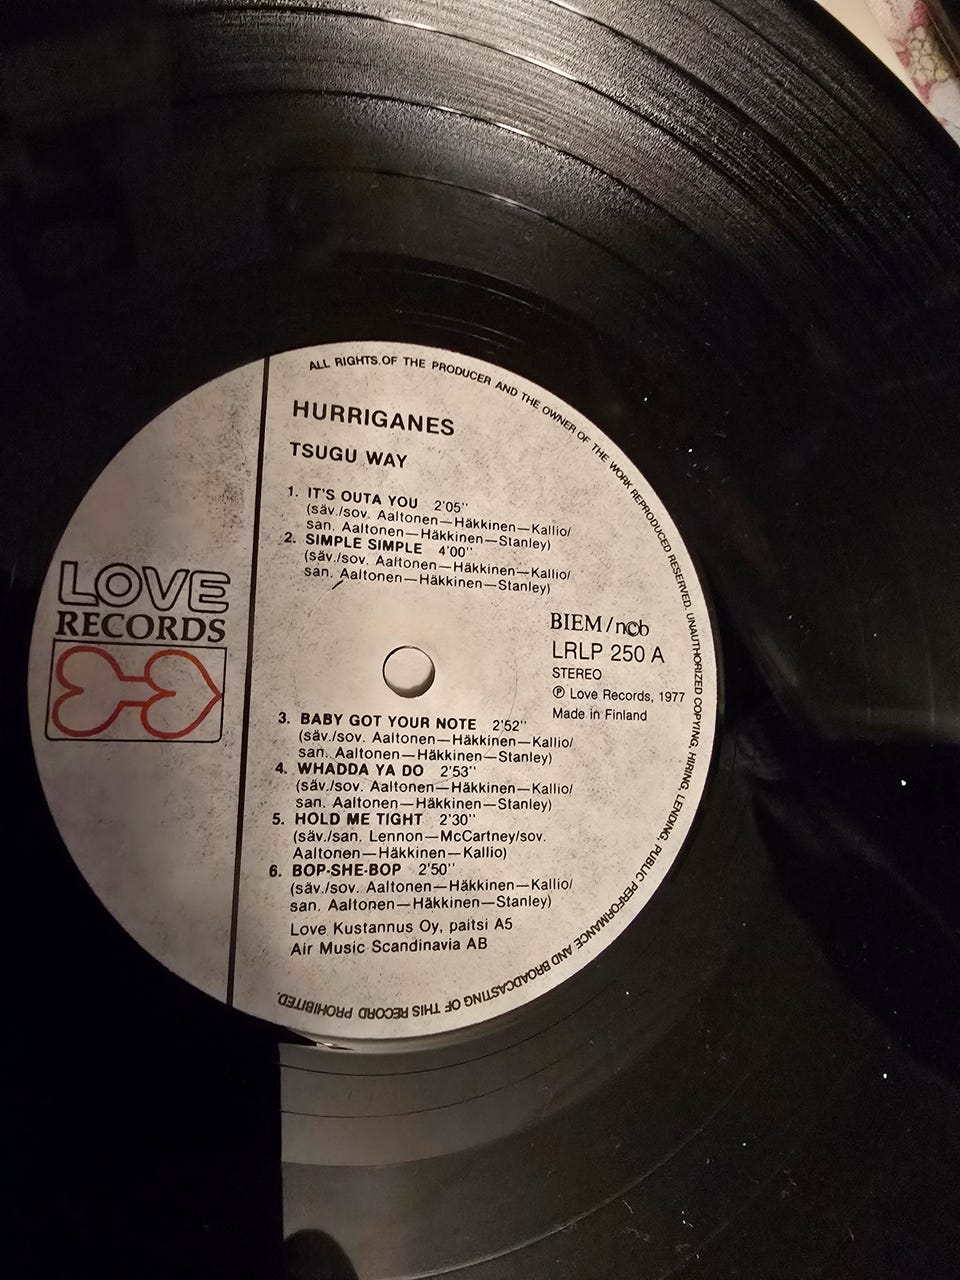 ALL RIGHTS OF THE PRODUCER AND THE OWNER OF THE WORK REPRODUCED RESERVED. UNAUTHORIZED COPYING, HIRING, LENDING, PUBLIC PERFORMANCE AND BROADCASTING OF THIS RECORD PROHIBITED.
HURRIGANES
TSUGU WAY
1. IT'S OUTA YOU 2'05''
(säv./sov. Aaltonen—Häkkinen—Kallio/
san. Aaltonen—Häkkinen—Stanley)
2. SIMPLE SIMPLE 4'00''
(säv./sov. Aaltonen—Häkkinen—Kallio/
san. Aaltonen—Häkkinen—Stanley)
LOVE
RECORDS
BIEM/ncb
LRLP 250 A
STEREO
℗ Love Records, 1977
Made in Finland
3. BABY GOT YOUR NOTE 2'52''
(säv./sov. Aaltonen—Häkkinen—Kallio/
san. Aaltonen—Häkkinen—Stanley)
4. WHADDA YA DO 2'53''
(säv./sov. Aaltonen—Häkkinen—Kallio/
san. Aaltonen—Häkkinen—Stanley)
5. HOLD ME TIGHT 2'30''
(säv./san. Lennon—McCartney/sov.
Aaltonen—Häkkinen—Kallio)
6. BOP-SHE-BOP 2'50''
(säv./sov. Aaltonen—Häkkinen—Kallio/
san. Aaltonen—Häkkinen—Stanley)
Love Kustannus Oy, paitsi A5
Air Music Scandinavia AB